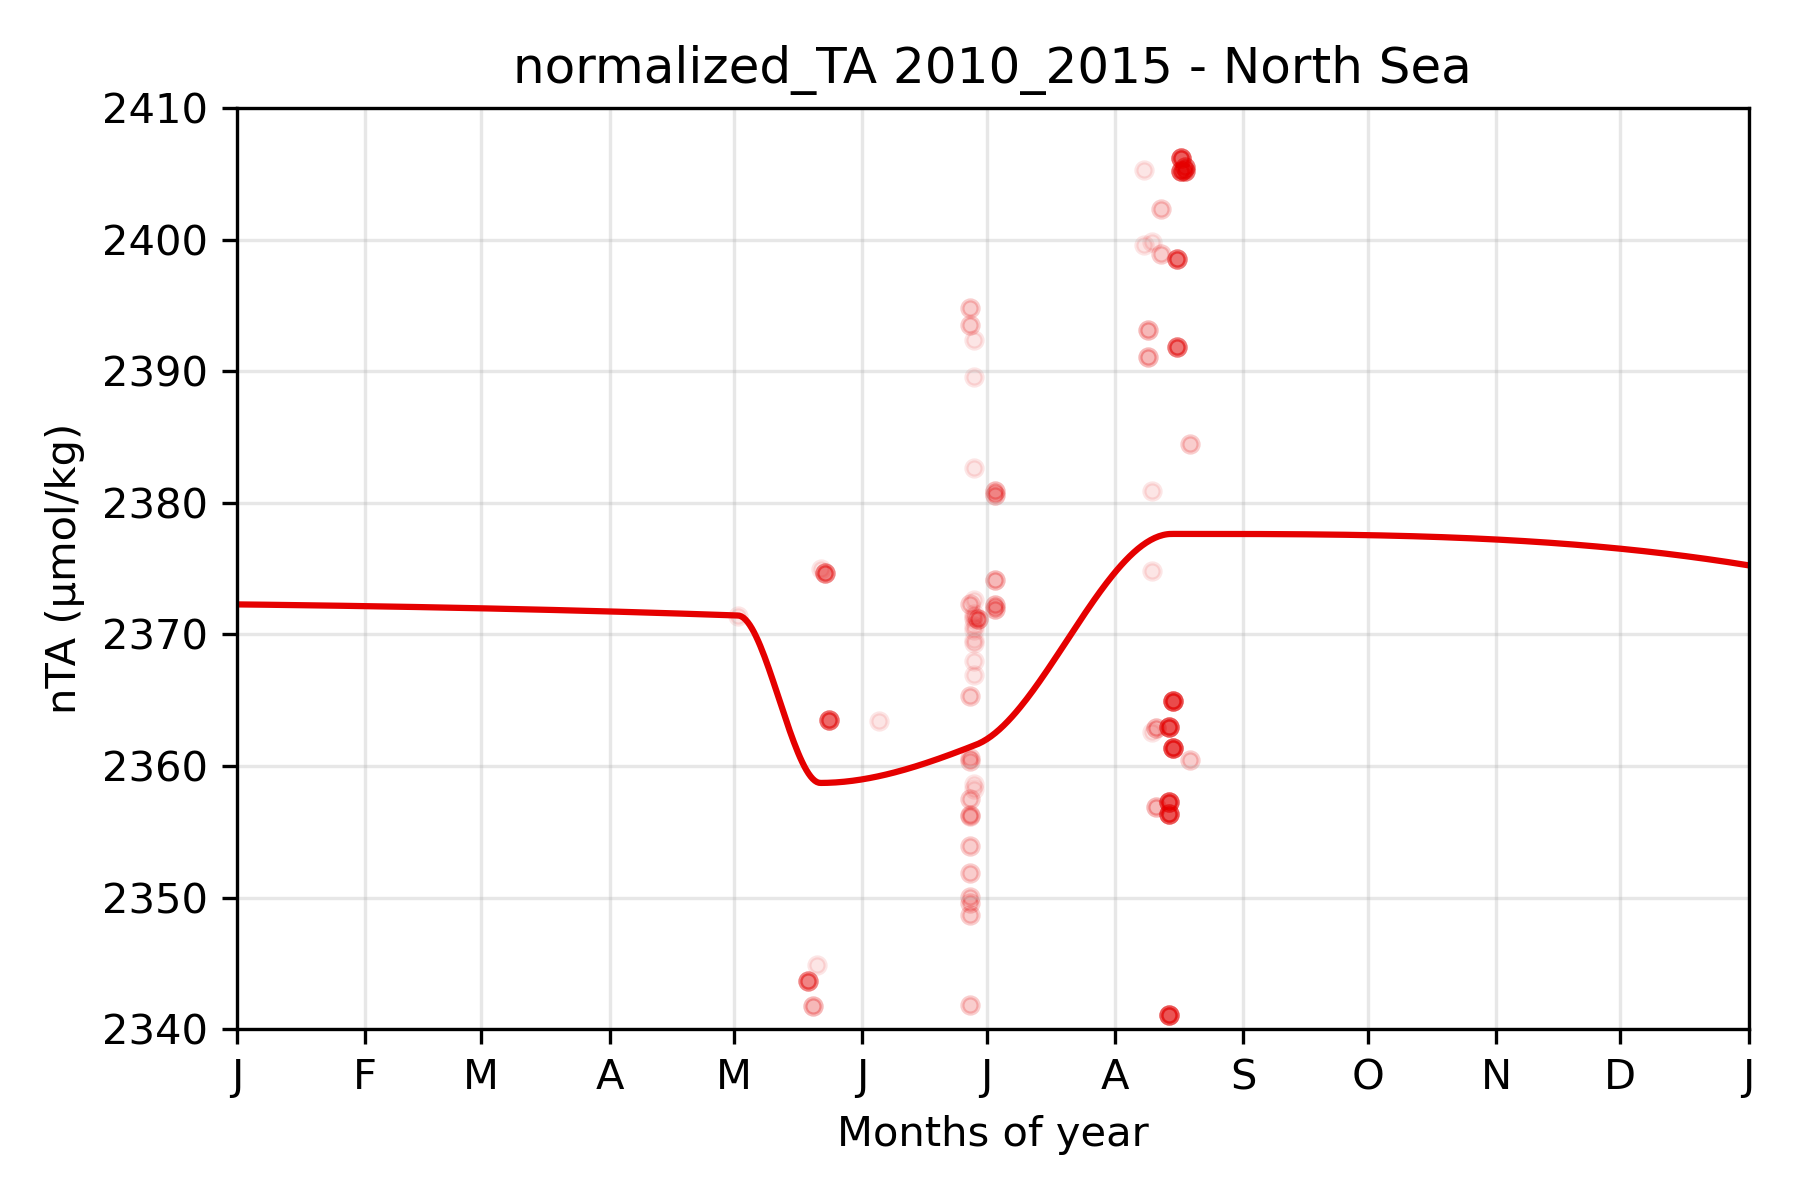 normalized_TA 2010_2015 - North Sea
2410
2400
2390
2380
2370
2360
2350
2340
nTA (µmol/kg)
J F M A M J J A S O N D J
Months of year